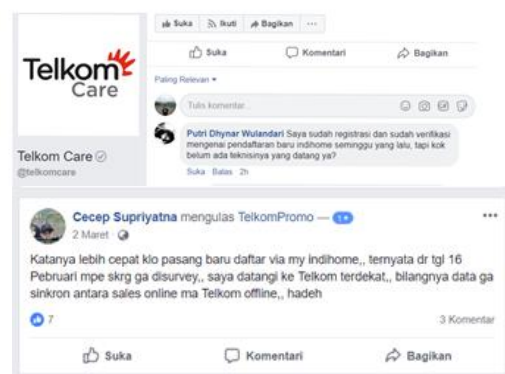 Telkom
Care
Telkom Care
@telkomcare
Suka Ikuti Bagikan ...
Suka Komentari Bagikan
Paling Relevan
Tulis komentar...
Putri Dhynar Wulandari Saya sudah registrasi dan sudah verifikasi
mengenai pendaftaran baru indihome seminggu yang lalu, tapi kok
belum ada teknisinya yang datang ya?
Suka Balas 2h
Cecep Supriyatna mengulas TelkomPromo — 1
2 Maret
Katanya lebih cepat klo pasang baru daftar via my indihome,, ternyata dr tgl 16
Pebruari mpe skrg ga disurvey,, saya datangi ke Telkom terdekat,, bilangnya data ga
sinkron antara sales online ma Telkom offline,, hadeh
7
3 Komentar
Suka Komentari Bagikan